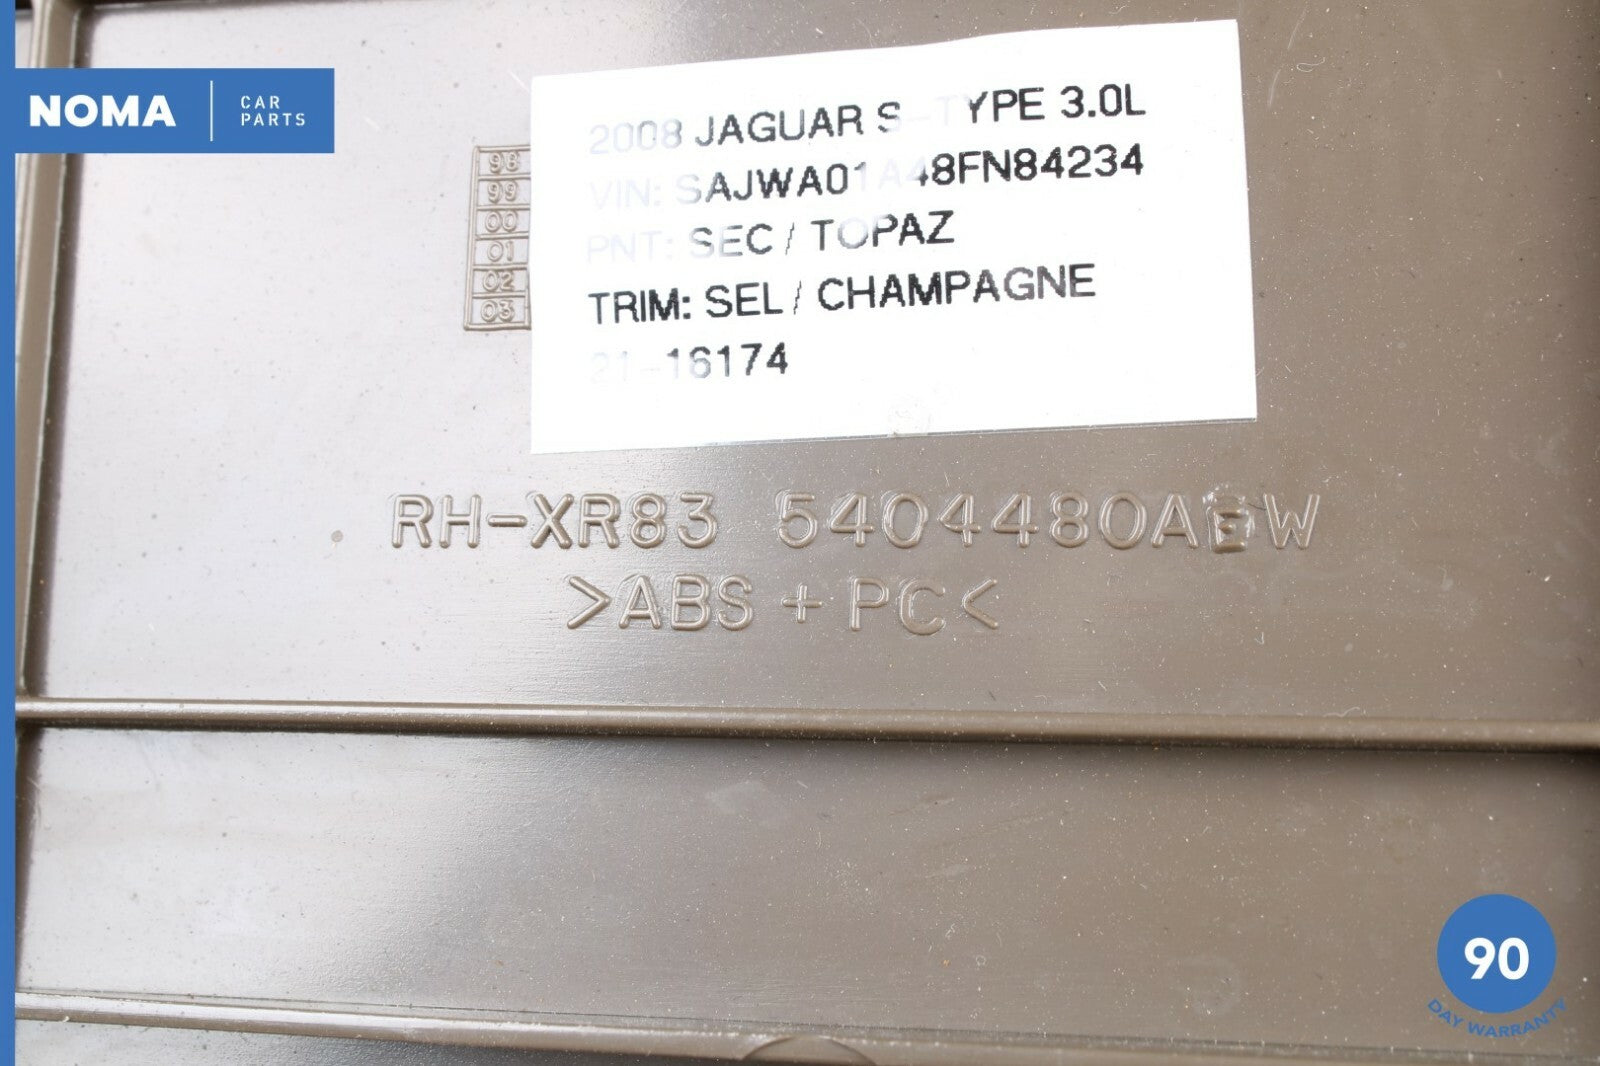 NOMA
CAR
PARTS
2008 JAGUAR S-TYPE 3.0L
VIN: SAJWA01A48FN84234
PNT: SEC / TOPAZ
TRIM: SEL / CHAMPAGNE
21-16174
98
99
00
01
02
03
RH-XR83 5404480
>ABS + PC<
90
DAY WARRANTY